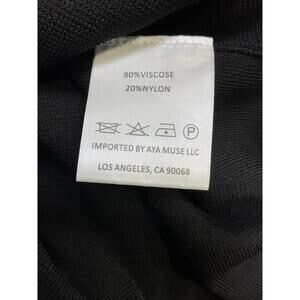 80%VISCOSE
20%NYLON
P
IMPORTED BY AYA MUSE LLC
LOS ANGELES, CA 90068